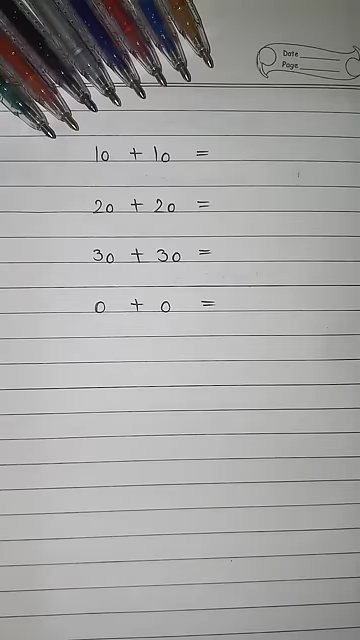 Date
Page
10 + 10 =
20 + 20 =
30 + 30 =
0 + 0 =